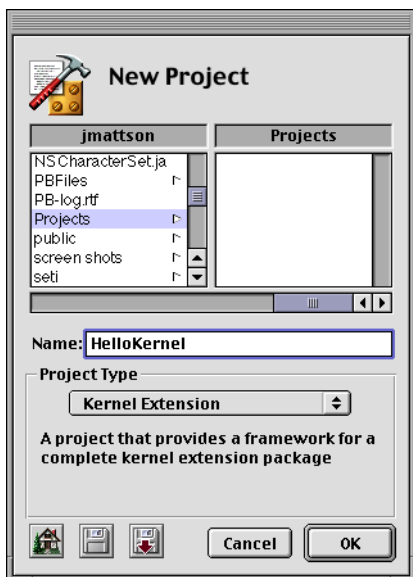 New Project
jmattson
Projects
NSCharacterSet.ja
PBFiles
PB-log.rtf
Projects
public
screen shots
seti
Name: HelloKernel
Project Type
Kernel Extension
A project that provides a framework for a
complete kernel extension package
Cancel
OK